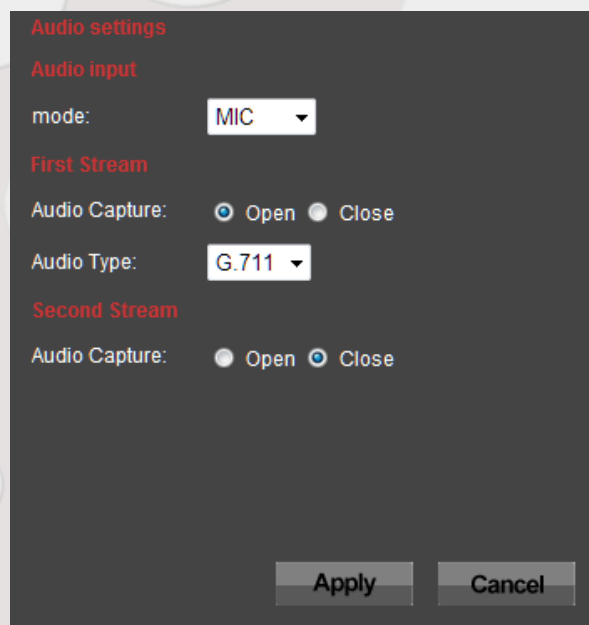 Audio settings
Audio input
mode: MIC
First Stream
Audio Capture: Open Close
Audio Type: G.711
Second Stream
Audio Capture: Open Close
Apply Cancel